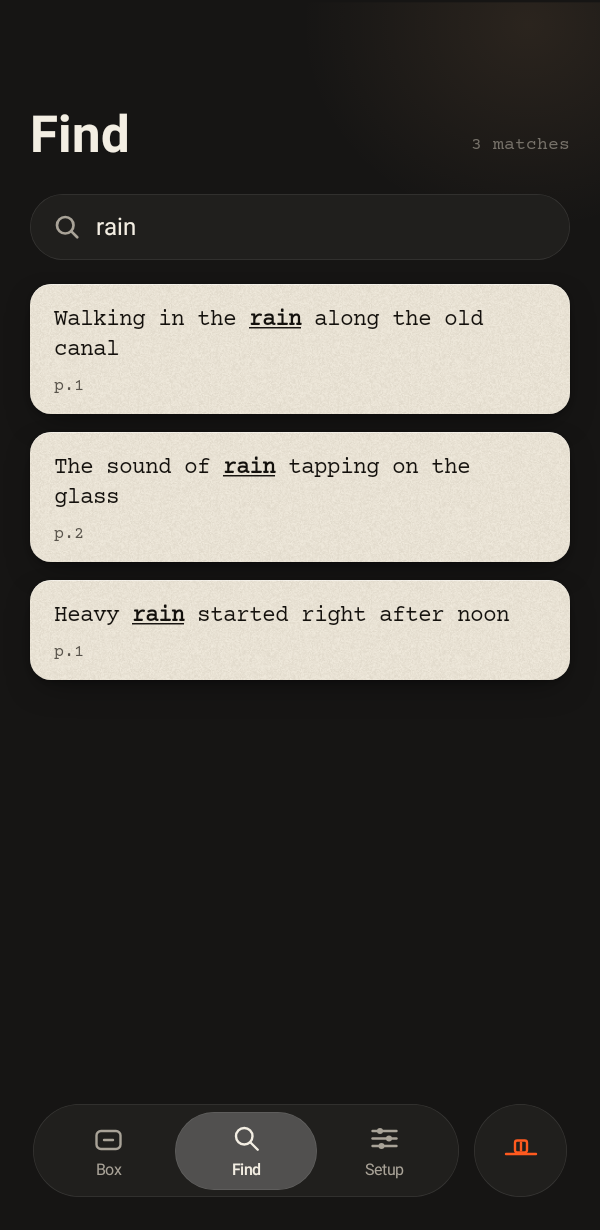 Find
3 matches
rain
Walking in the rain along the old
canal
p.1
The sound of rain tapping on the
glass
p.2
Heavy rain started right after noon
p.1
Box
Find
Setup